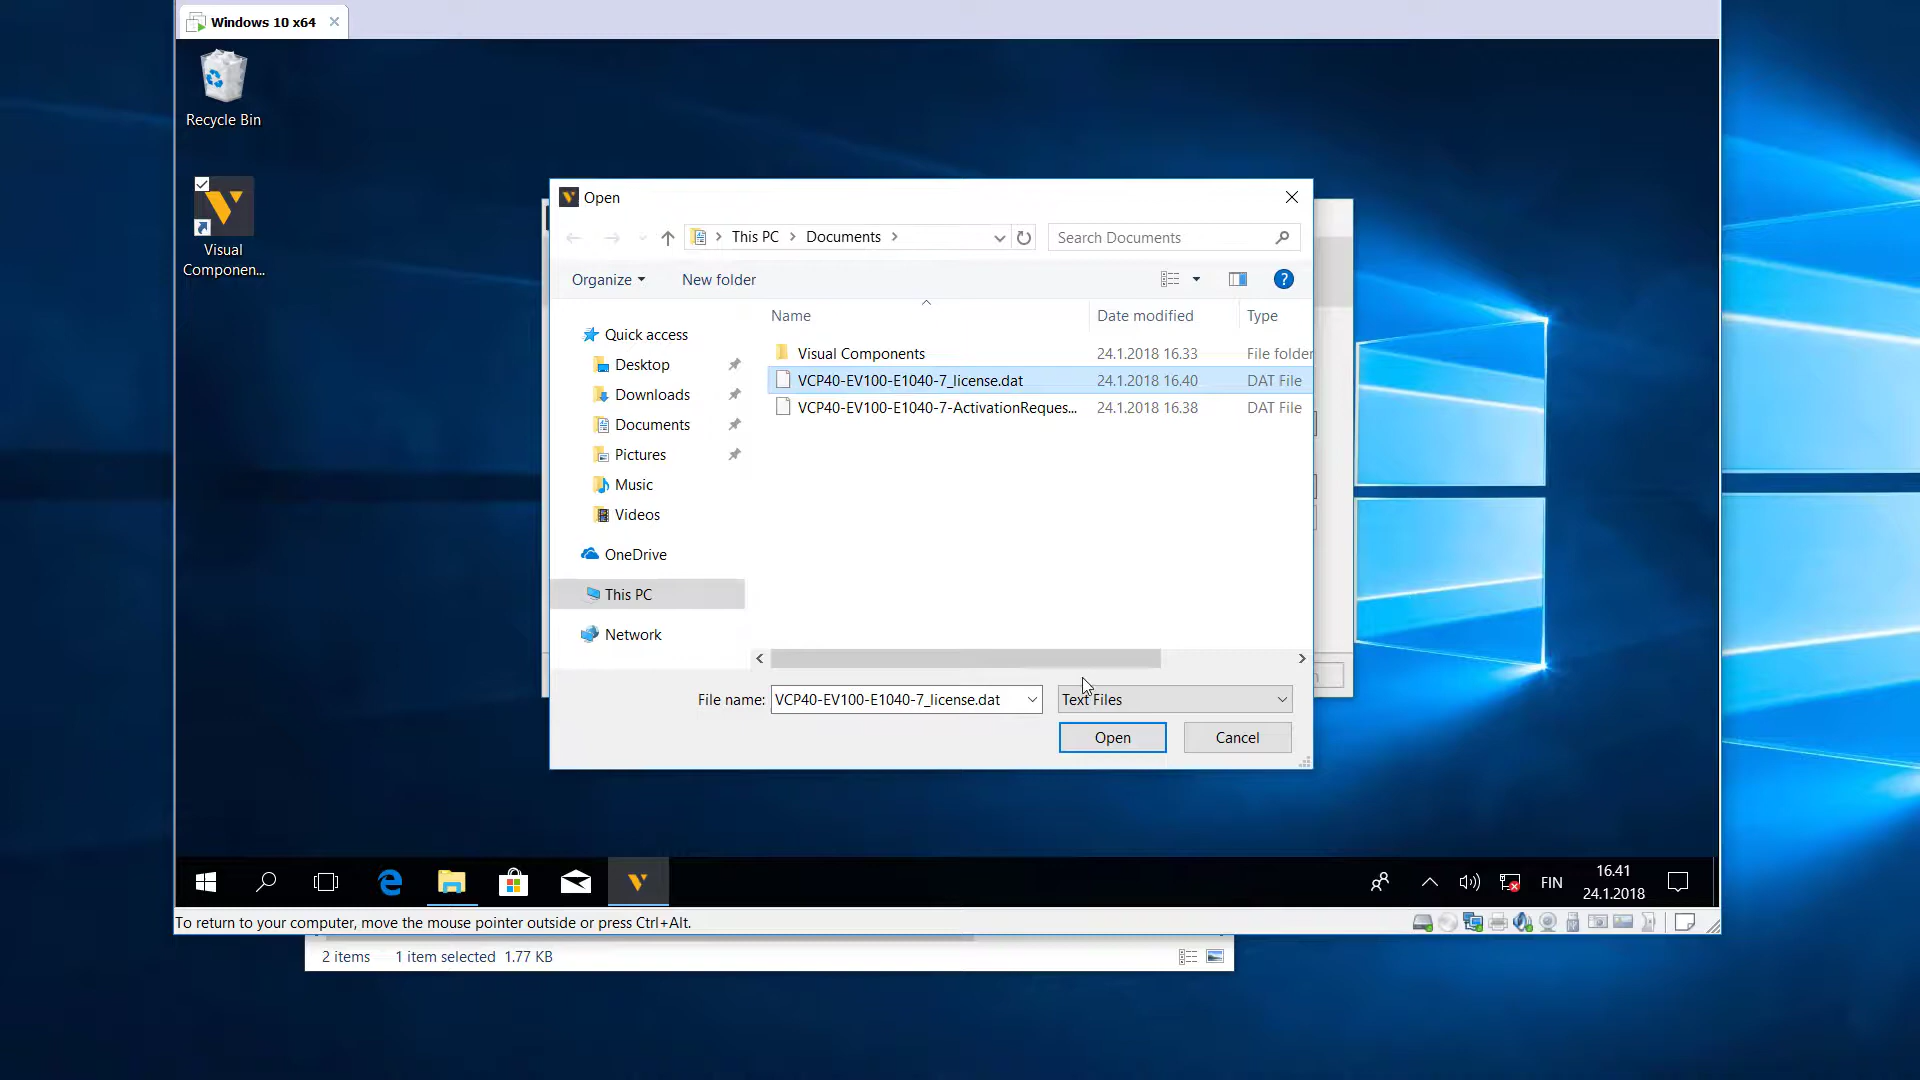 Windows 10 x64
Recycle Bin
Visual
Componen...
Open
This PC
Documents
Search Documents
Organize
New folder
Name
Date modified
Type
Quick access
Desktop
Downloads
Documents
Pictures
Music
Videos
OneDrive
This PC
Network
Visual Components 24.1.2018 16.33 File folder
VCP40-EV100-E1040-7_license.dat 24.1.2018 16.40 DAT File
VCP40-EV100-E1040-7-ActivationReques... 24.1.2018 16.38 DAT File
File name: VCP40-EV100-E1040-7_license.dat
Text Files
Open
Cancel
FIN
16.41
24.1.2018
To return to your computer, move the mouse pointer outside or press Ctrl+Alt.
2 items 1 item selected 1.77 KB